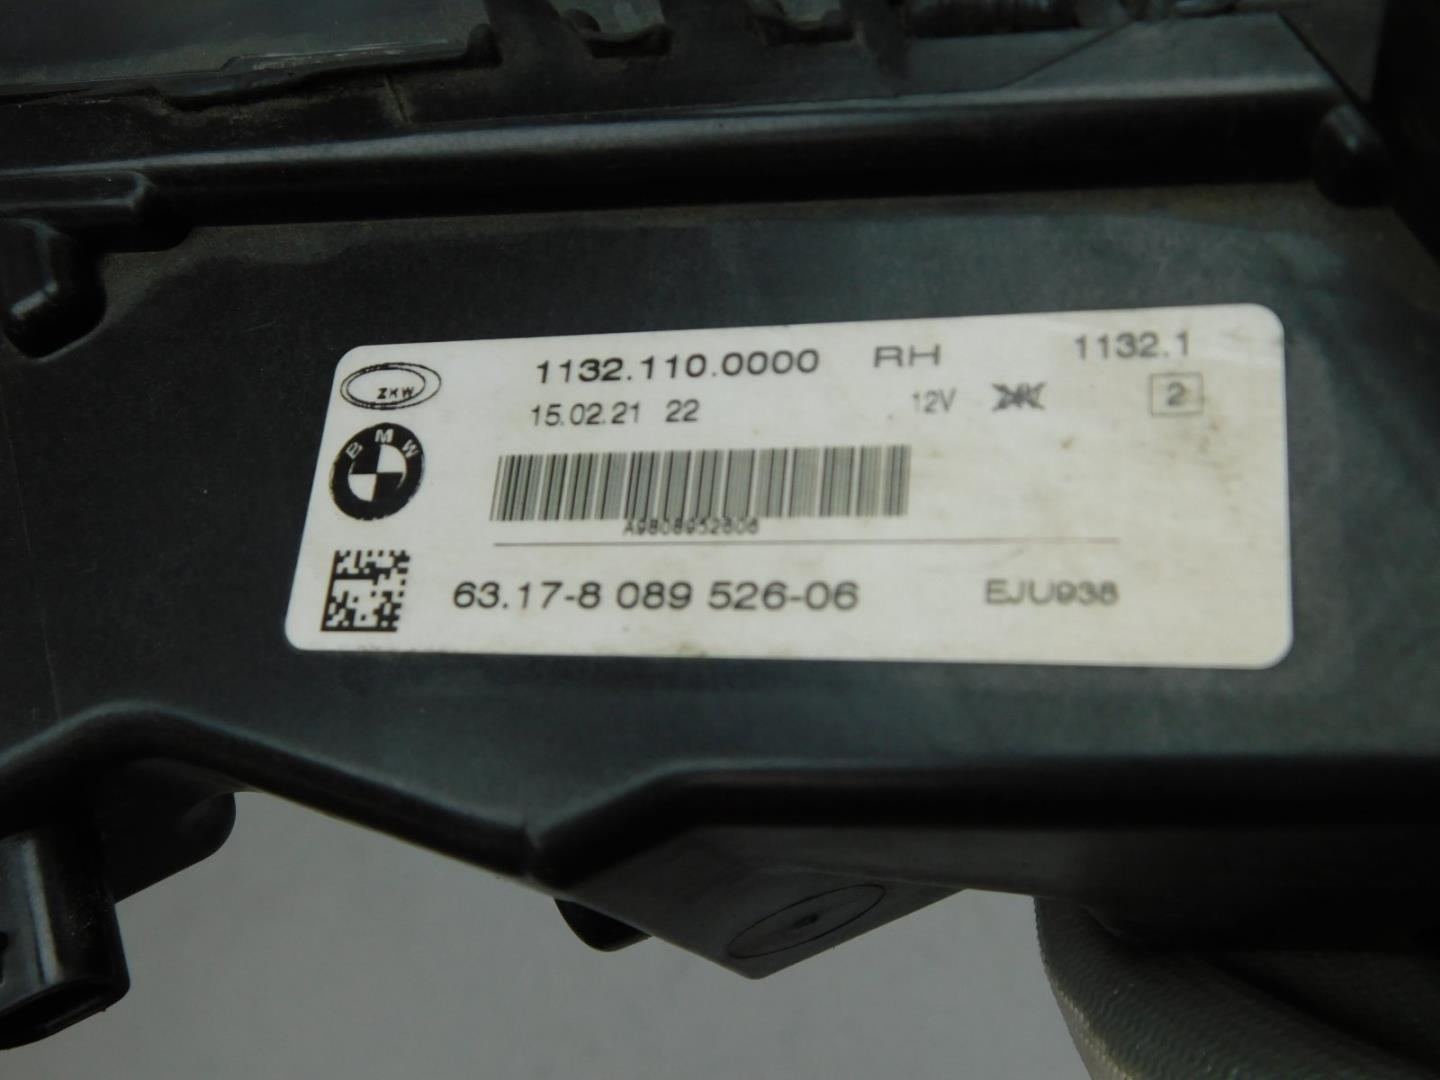 1132.110.0000 RH 1132.1
ZKW
15.02.21 22 12V 2
BMW
A9808952606
63.17-8 089 526-06 EJU938